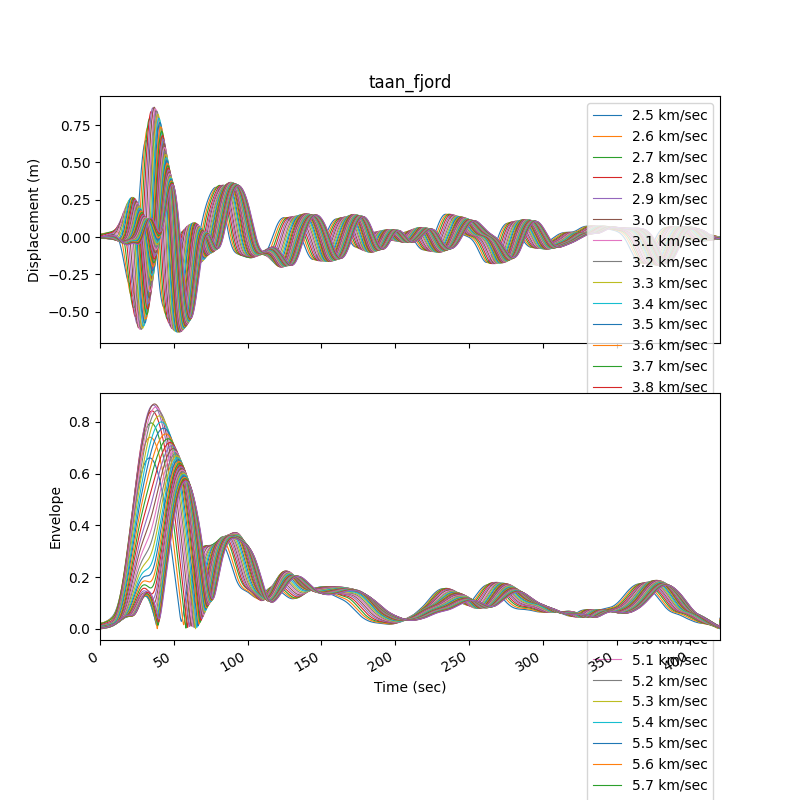 taan_fjord
Displacement (m)
0.75
0.50
0.25
0.00
−0.25
−0.50
2.5 km/sec
2.6 km/sec
2.7 km/sec
2.8 km/sec
2.9 km/sec
3.0 km/sec
3.1 km/sec
3.2 km/sec
3.3 km/sec
3.4 km/sec
3.5 km/sec
3.6 km/sec
3.7 km/sec
3.8 km/sec
Envelope
0.8
0.6
0.4
0.2
0.0
0
50
100
150
200
250
300
350
400
Time (sec)
5.0 km/sec
5.1 km/sec
5.2 km/sec
5.3 km/sec
5.4 km/sec
5.5 km/sec
5.6 km/sec
5.7 km/sec